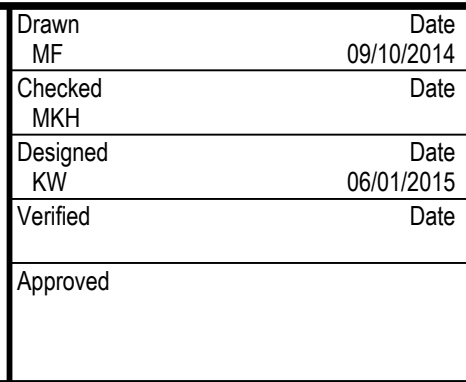 Drawn Date
MF 09/10/2014
Checked Date
MKH
Designed Date
KW 06/01/2015
Verified Date
Approved